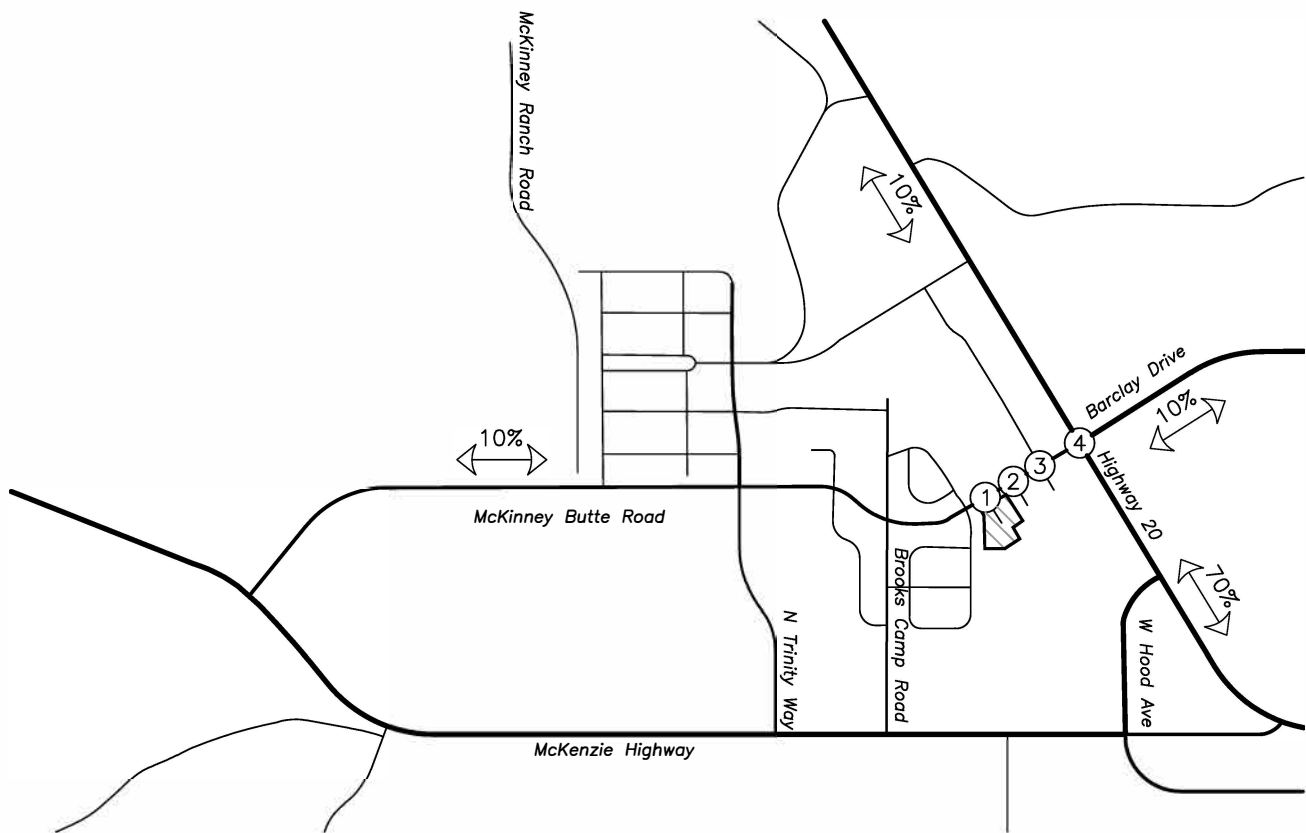 McKinney Ranch Road
10%
Barclay Drive
10%
10%
4
3
Highway 20
2
1
McKinney Butte Road
Brooks Camp Road
70%
N Trinity Way
W Hood Ave
McKenzie Highway